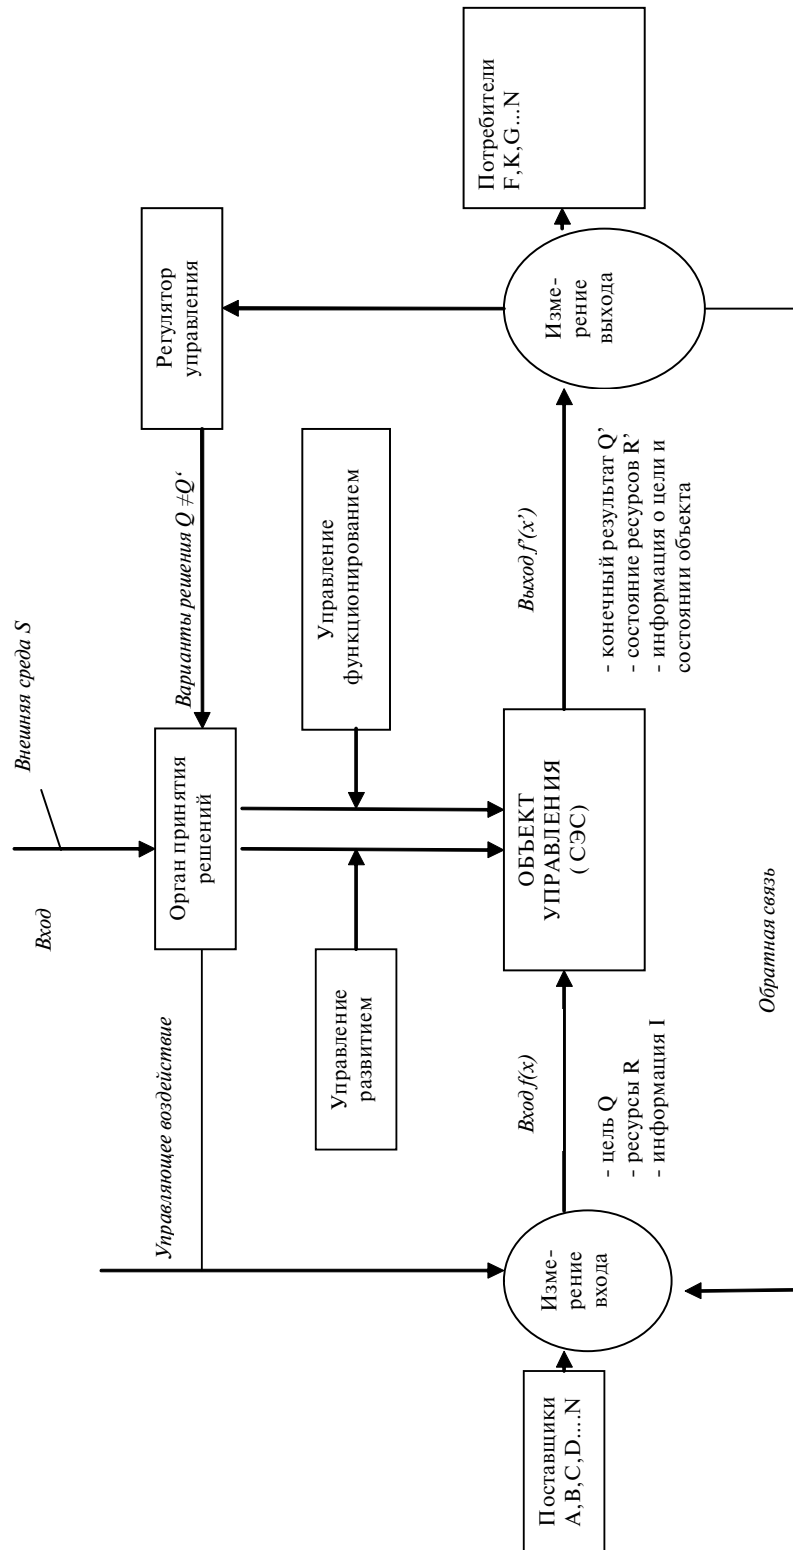 Внешняя среда S
Вход
Управляющее воздействие
Орган принятия
решений
Варианты решения Q ≠Q‘
Регулятор
управления
Управление
развитием
Управление
функционированием
Поставщики
A,B,C,D....N
Изме-
рение
входа
Вход f(x)
- цель Q
- ресурсы R
- информация I
ОБЪЕКТ
УПРАВЛЕНИЯ
( СЭС)
Выход f’(x’)
- конечный результат Q’
- состояние ресурсов R’
- информация о цели и
состоянии объекта
Изме-
рение
выхода
Потребители
F,K,G...N
Обратная связь